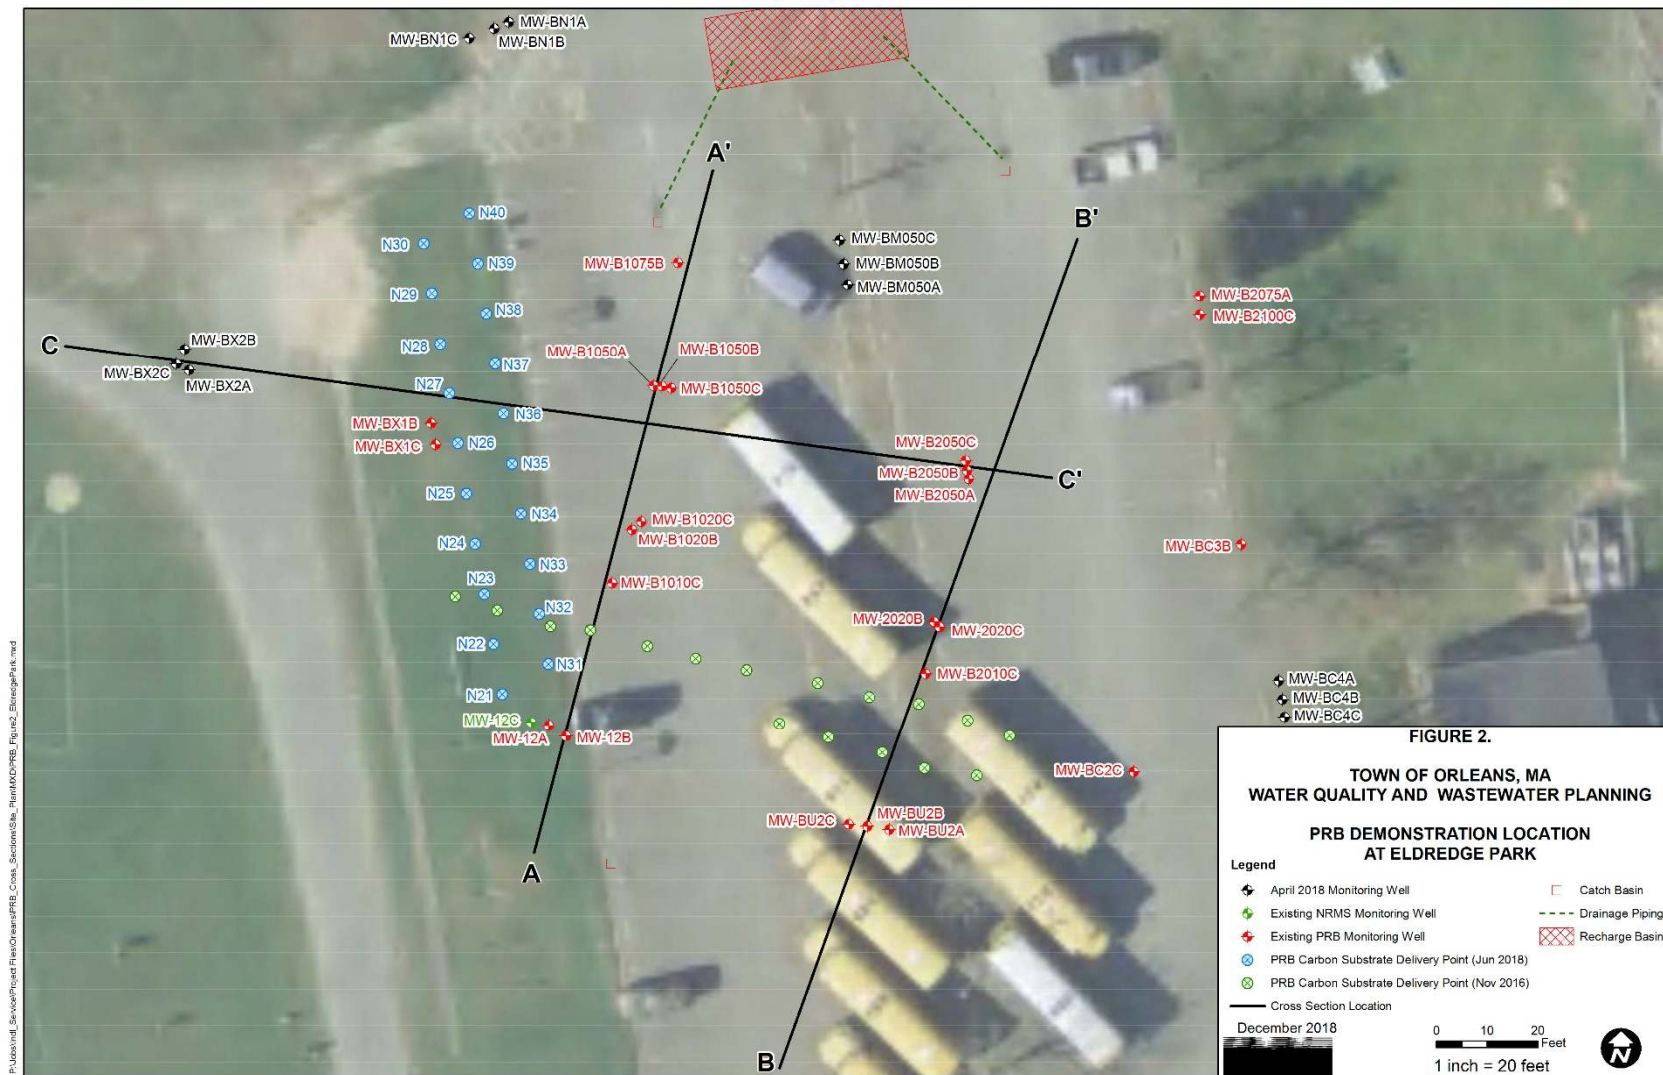 MW-BN1A
MW-BN1B
MW-BN1C
A'
B'
N40
N30
N39
MW-B1075B
MW-BM050C
MW-BM050B
MW-BM050A
N29
N38
MW-B2075A
MW-B2100C
C
MW-BX2B
N28
N37
MW-B1050A
MW-B1050B
MW-BX2C
MW-BX2A
N27
MW-B1050C
MW-BX1B
N36
MW-BX1C
N26
N35
MW-B2050C
MW-B2050B
C'
MW-B2050A
N25
N34
MW-B1020C
MW-B1020B
N24
MW-BC3B
N33
MW-B1010C
N23
N32
MW-2020B
MW-2020C
N22
N31
MW-B2010C
N21
MW-BC4A
MW-BC4B
MW-BC4C
MW-12C
MW-12A
MW-12B
MW-BC2C
MW-BU2C
MW-BU2B
MW-BU2A
A
B
FIGURE 2.
TOWN OF ORLEANS, MA
WATER QUALITY AND WASTEWATER PLANNING
PRB DEMONSTRATION LOCATION
AT ELDREDGE PARK
Legend
April 2018 Monitoring Well
Existing NRMS Monitoring Well
Existing PRB Monitoring Well
PRB Carbon Substrate Delivery Point (Jun 2018)
PRB Carbon Substrate Delivery Point (Nov 2016)
Cross Section Location
Catch Basin
Drainage Piping
Recharge Basin
December 2018
0 10 20
Feet
1 inch = 20 feet
N